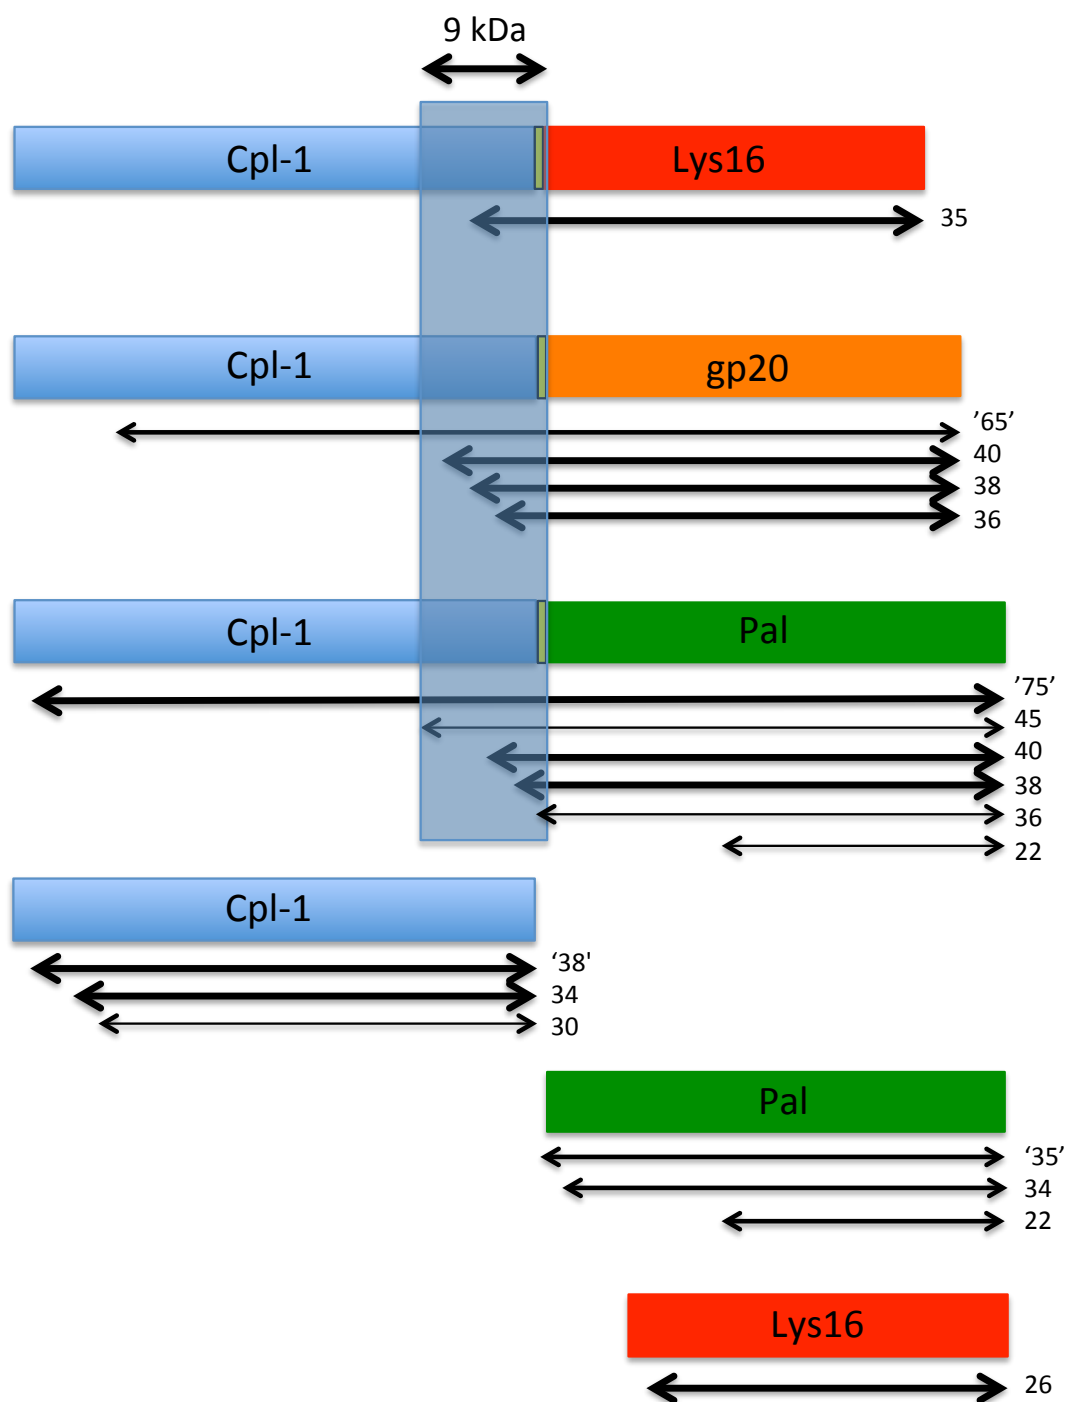 9 kDa
Cpl-1 Lys16
35
Cpl-1 gp20
’65’
40
38
36
Cpl-1 Pal
’75’
45
40
38
36
22
Cpl-1
‘38'
34
30
Pal
‘35’
34
22
Lys16
26